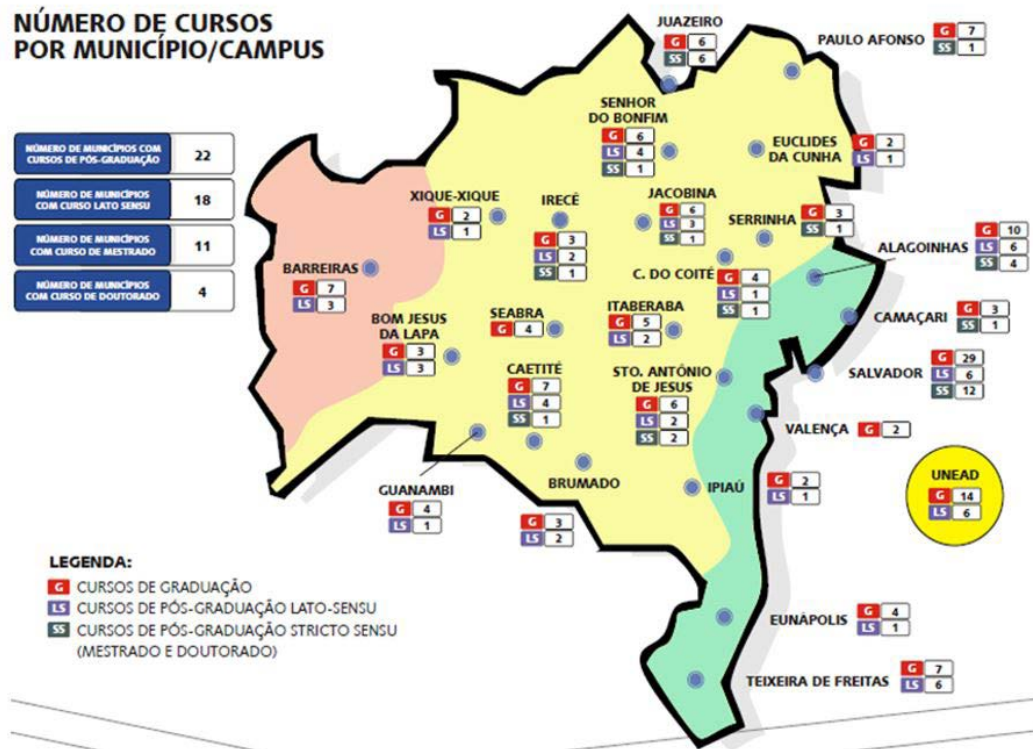 NÚMERO DE CURSOS
POR MUNICÍPIO/CAMPUS
NÚMERO DE MUNICÍPIOS COM
CURSOS DE PÓS-GRADUAÇÃO 22
NÚMERO DE MUNICÍPIOS
COM CURSO LATO SENSU 18
NÚMERO DE MUNICÍPIOS
COM CURSO DE MESTRADO 11
NÚMERO DE MUNICÍPIOS
COM CURSO DE DOUTORADO 4
JUAZEIRO
G 6
SS 6
PAULO AFONSO
G 7
SS 1
SENHOR
DO BONFIM
G 6
LS 4
SS 1
EUCLIDES
DA CUNHA
G 2
LS 1
XIQUE-XIQUE
G 2
LS 1
IRECÊ
G 3
LS 2
SS 1
JACOBINA
G 6
LS 3
SS 1
SERRINHA
G 3
SS 1
ALAGOINHAS
G 10
LS 6
SS 4
BARREIRAS
G 7
LS 3
C. DO COITÉ
G 4
LS 1
SS 1
BOM JESUS
DA LAPA
G 3
LS 3
SEABRA
G 4
ITABERABA
G 5
LS 2
CAMAÇARI
G 3
SS 1
CAETITÉ
G 7
LS 4
SS 1
STO. ANTÔNIO
DE JESUS
G 6
LS 2
SS 2
SALVADOR
G 29
LS 6
SS 12
VALENÇA
G 2
GUANAMBI
G 4
LS 1
BRUMADO
G 3
LS 2
IPIAÚ
G 2
LS 1
UNEAD
G 14
LS 6
EUNÁPOLIS
G 4
LS 1
TEIXEIRA DE FREITAS
G 7
LS 6
LEGENDA:
G CURSOS DE GRADUAÇÃO
LS CURSOS DE PÓS-GRADUAÇÃO LATO-SENSU
SS CURSOS DE PÓS-GRADUAÇÃO STRICTO SENSU
(MESTRADO E DOUTORADO)